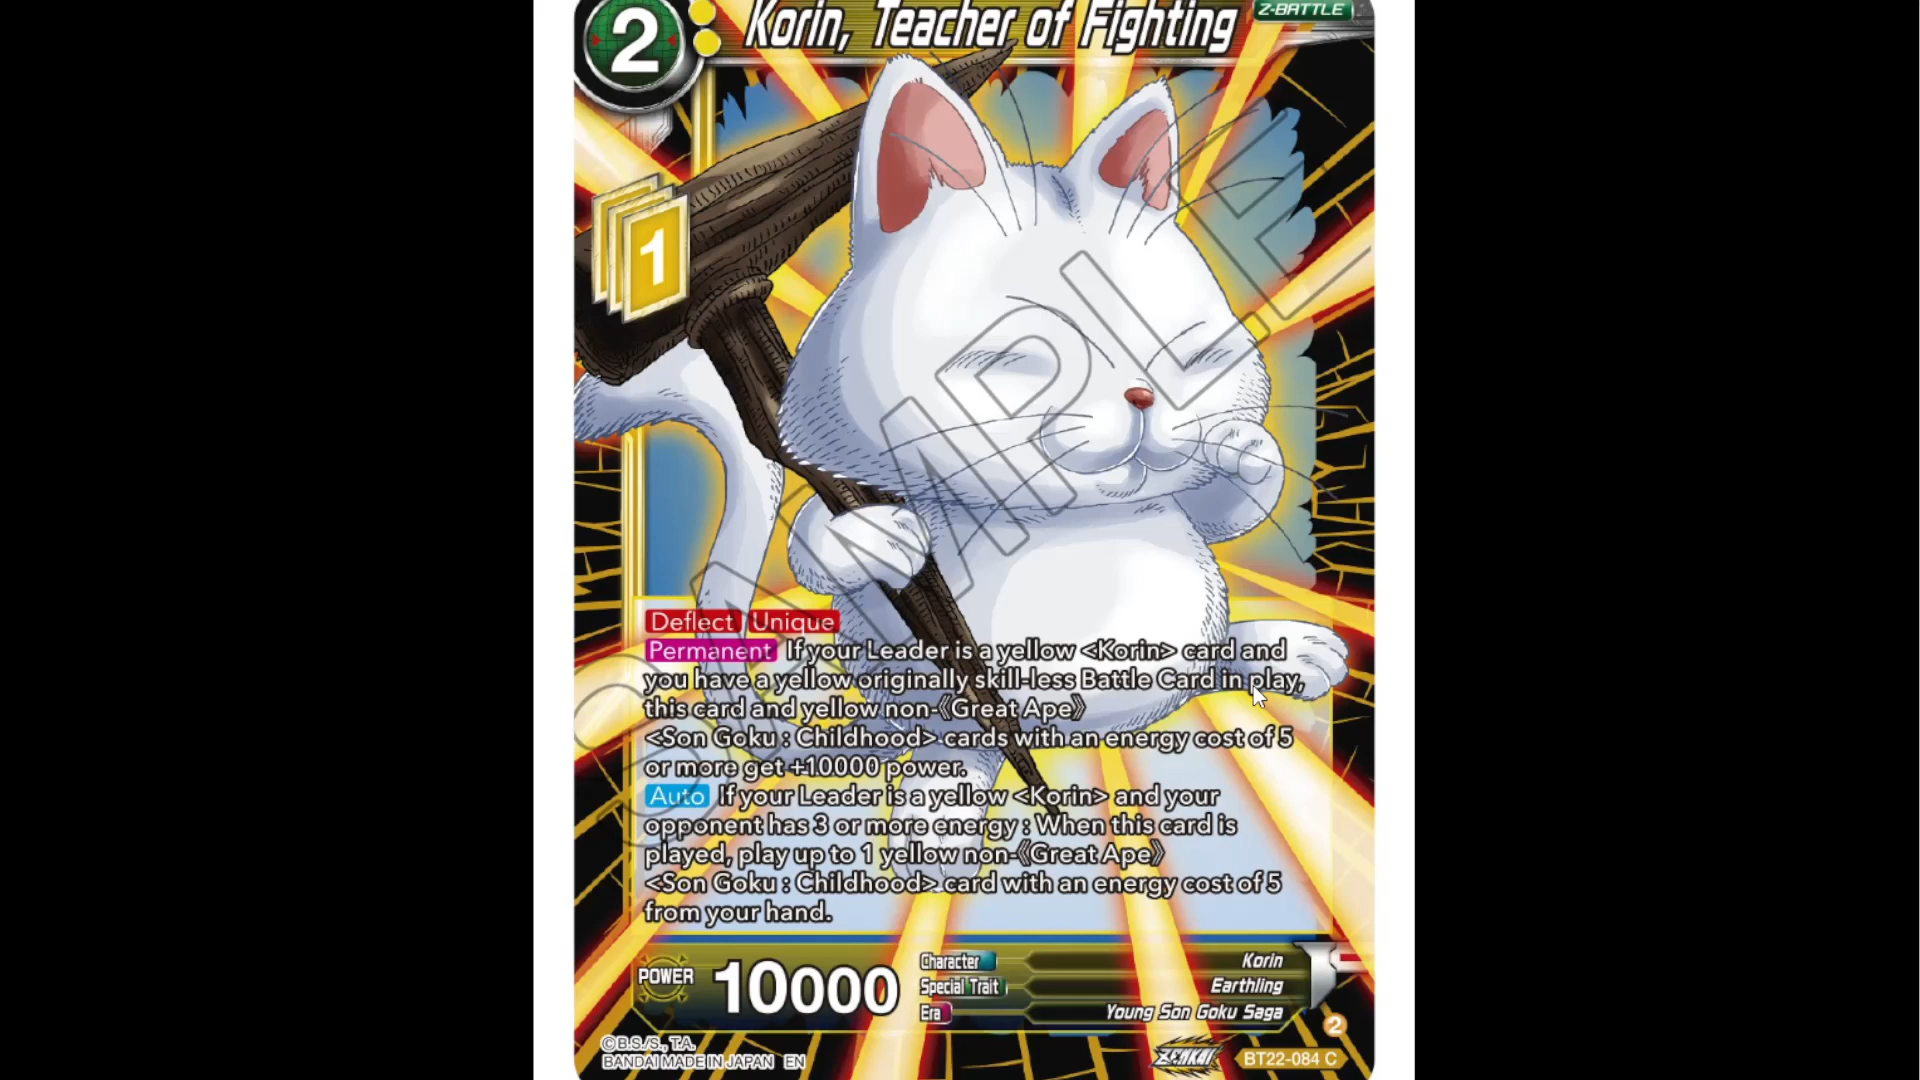 2
Korin, Teacher of Fighting
Z-BATTLE
1
SAMPLE
Deflect Unique
Permanent If your Leader is a yellow <Korin> card and
you have a yellow originally skill-less Battle Card in play,
this card and yellow non-《Great Ape》
<Son Goku : Childhood> cards with an energy cost of 5
or more get +10000 power.
Auto If your Leader is a yellow <Korin> and your
opponent has 3 or more energy : When this card is
played, play up to 1 yellow non-《Great Ape》
<Son Goku : Childhood> card with an energy cost of 5
from your hand.
POWER 10000
Character Korin
Special Trait Earthling
Era Young Son Goku Saga
2
©B.S./S., T.A.
BANDAI MADE IN JAPAN EN
ZENKAI BT22-084 C